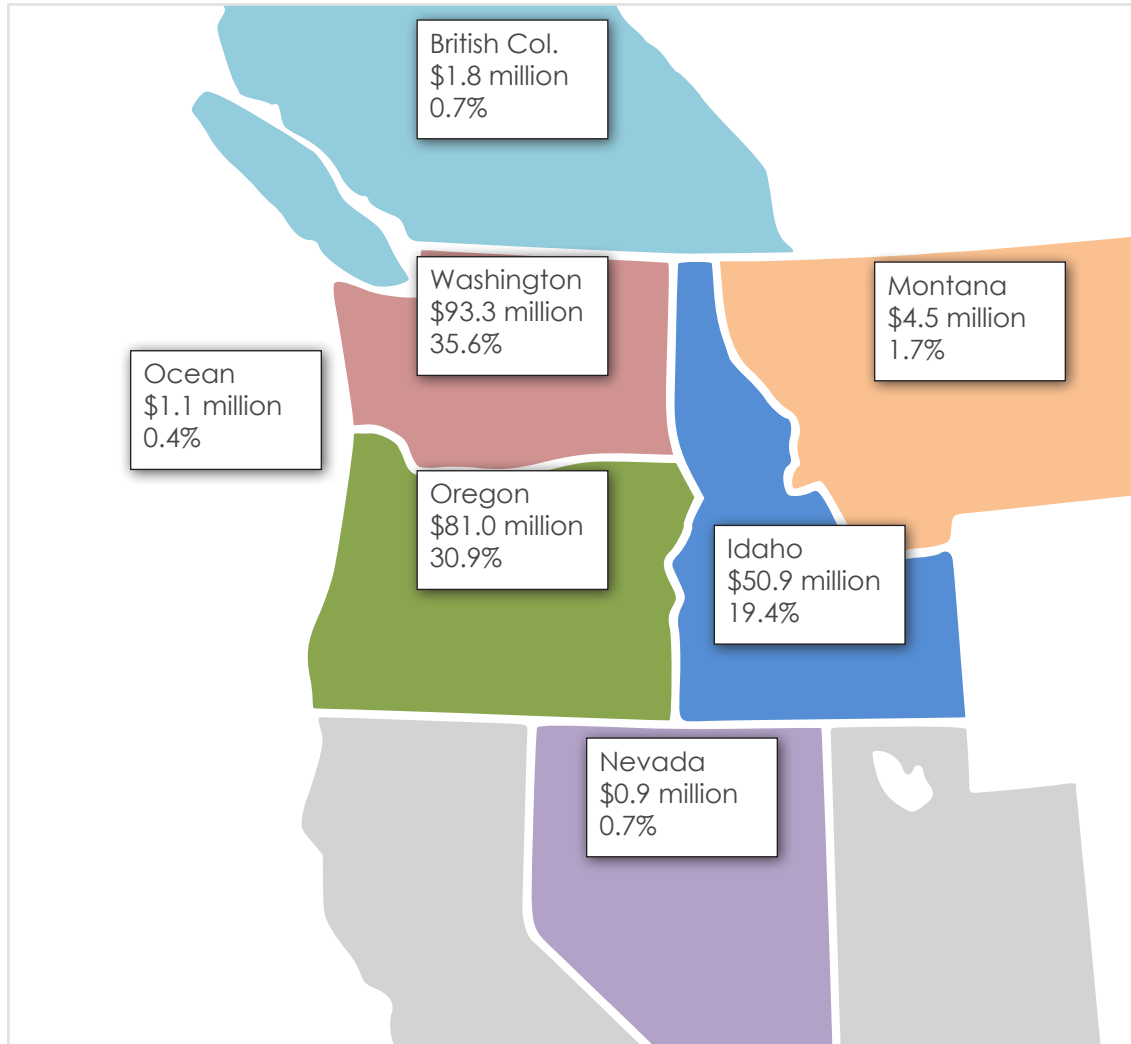 British Col.
$1.8 million
0.7%
Washington
$93.3 million
35.6%
Montana
$4.5 million
1.7%
Ocean
$1.1 million
0.4%
Oregon
$81.0 million
30.9%
Idaho
$50.9 million
19.4%
Nevada
$0.9 million
0.7%